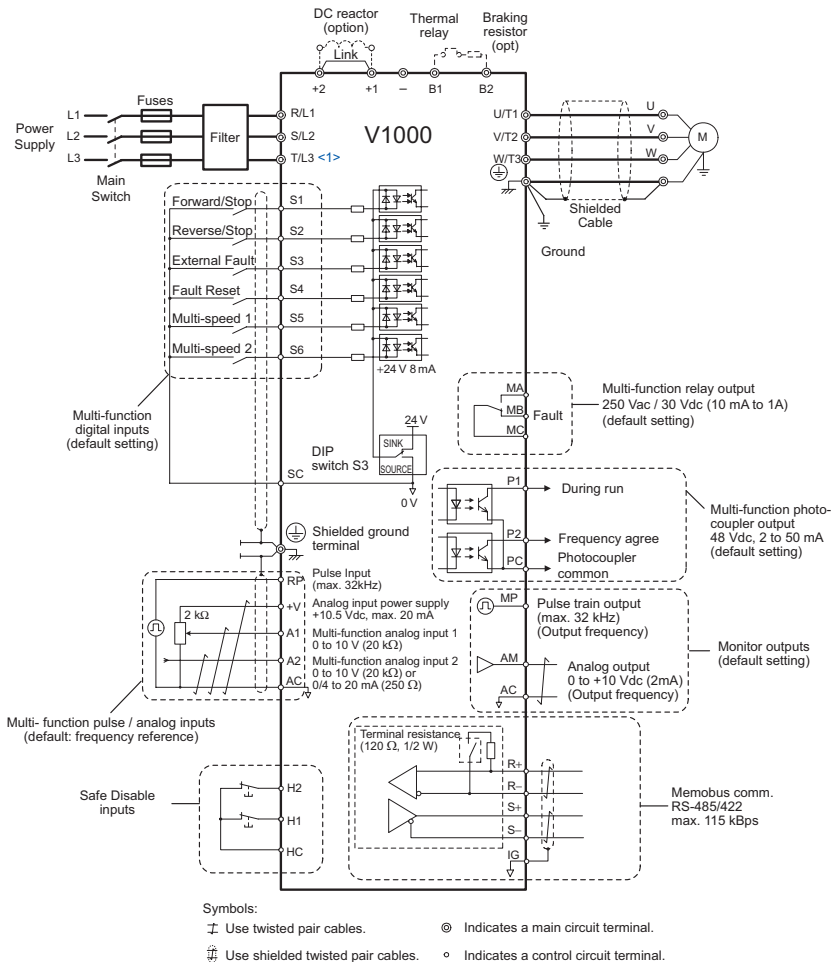 DC reactor
(option)
Link
Thermal
relay
Braking
resistor
(opt)
+2
+1
–
B1
B2
Fuses
L1
L2
L3
Power
Supply
Filter
R/L1
S/L2
T/L3 <1>
V1000
U/T1
V/T2
W/T3
U
V
W
M
Main
Switch
Shielded
Cable
Ground
Forward/Stop
S1
Reverse/Stop
S2
External Fault
S3
Fault Reset
S4
Multi-speed 1
S5
Multi-speed 2
S6
+24 V 8 mA
Multi-function
digital inputs
(default setting)
24 V
SINK
SOURCE
DIP
switch S3
0 V
SC
MA
MB
MC
Fault
Multi-function relay output
250 Vac / 30 Vdc (10 mA to 1A)
(default setting)
P1
During run
P2
Frequency agree
PC
Photocoupler
common
Multi-function photo-
coupler output
48 Vdc, 2 to 50 mA
(default setting)
Shielded ground
terminal
RP
Pulse Input
(max. 32kHz)
2 kΩ
+V
Analog input power supply
+10.5 Vdc, max. 20 mA
A1
Multi-function analog input 1
0 to 10 V (20 kΩ)
A2
Multi-function analog input 2
0 to 10 V (20 kΩ) or
0/4 to 20 mA (250 Ω)
AC
Multi- function pulse / analog inputs
(default: frequency reference)
MP
Pulse train output
(max. 32 kHz)
(Output frequency)
AM
Analog output
0 to +10 Vdc (2mA)
(Output frequency)
AC
Monitor outputs
(default setting)
Safe Disable
inputs
H2
H1
HC
Terminal resistance
(120 Ω, 1/2 W)
R+
R–
S+
S–
IG
Memobus comm.
RS-485/422
max. 115 kBps
Symbols:
Use twisted pair cables.
Indicates a main circuit terminal.
Use shielded twisted pair cables.
Indicates a control circuit terminal.